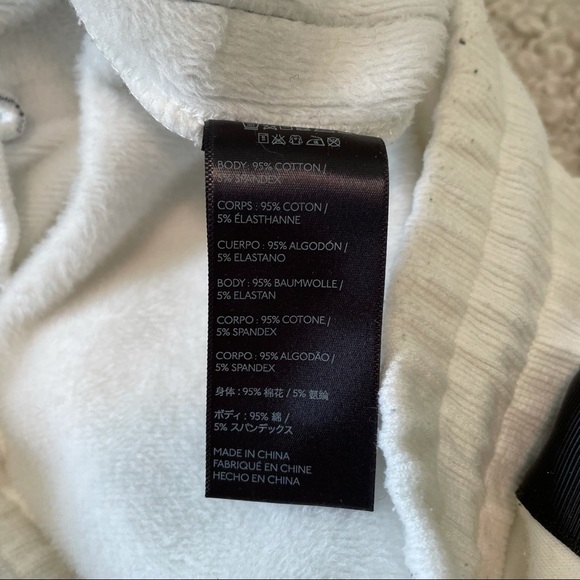 BODY: 95% COTTON /
5% SPANDEX
CORPS : 95% COTON /
5% ÉLASTHANNE
CUERPO : 95% ALGODÓN /
5% ELASTANO
BODY : 95% BAUMWOLLE /
5% ELASTAN
CORPO : 95% COTONE /
5% SPANDEX
CORPO : 95% ALGODÃO /
5% SPANDEX
身体 : 95% 棉花 / 5% 氨纶
ボディ : 95% 綿 /
5% スパンデックス
MADE IN CHINA
FABRIQUÉ EN CHINE
HECHO EN CHINA